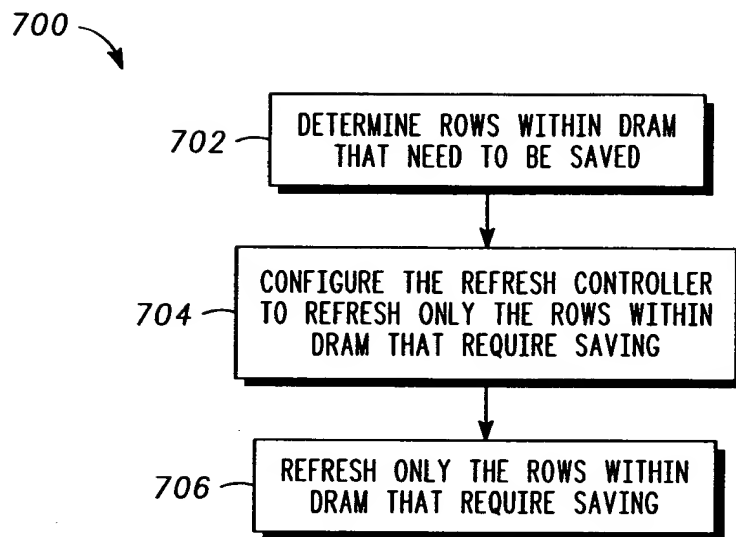 700
702
DETERMINE ROWS WITHIN DRAM
THAT NEED TO BE SAVED
704
CONFIGURE THE REFRESH CONTROLLER
TO REFRESH ONLY THE ROWS WITHIN
DRAM THAT REQUIRE SAVING
706
REFRESH ONLY THE ROWS WITHIN
DRAM THAT REQUIRE SAVING